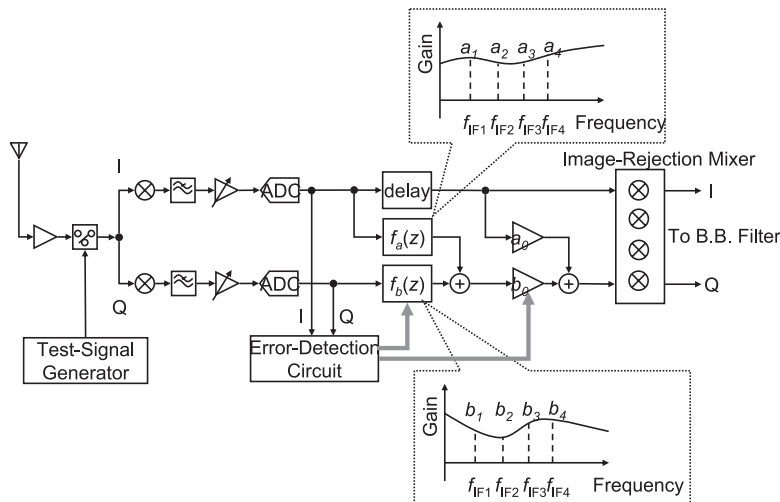 Gain
a1 a2 a3 a4
fIF1 fIF2 fIF3 fIF4 Frequency
Image-Rejection Mixer
I
ADC
delay
I
fa(z)
a0
To B.B. Filter
Q
ADC
fb(z)
b0
Q
I
Q
Test-Signal
Generator
Error-Detection
Circuit
Gain
b1 b2 b3 b4
fIF1 fIF2 fIF3 fIF4 Frequency